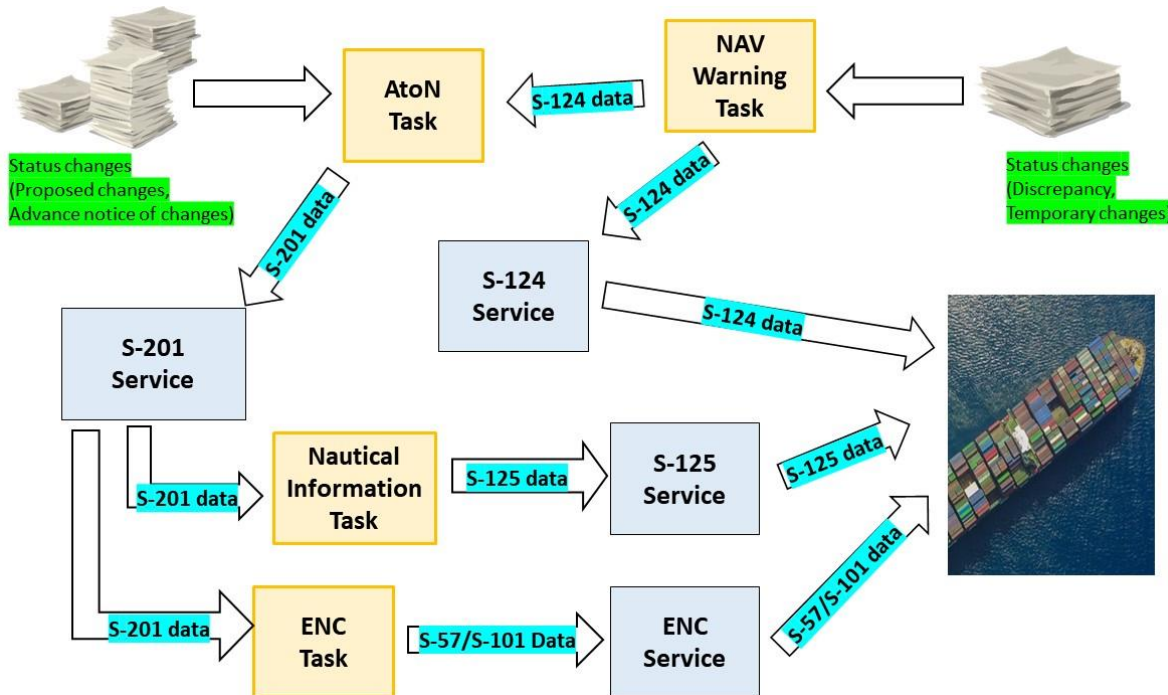 AtoN
Task
S-124 data
NAV
Warning
Task
Status changes
(Proposed changes,
Advance notice of changes)
Status changes
(Discrepancy,
Temporary changes)
S-201 data
S-124 data
S-124
Service
S-124 data
S-201
Service
S-201 data
Nautical
Information
Task
S-125 data
S-125
Service
S-125 data
S-201 data
ENC
Task
S-57/S-101 Data
ENC
Service
S-57/S-101 data